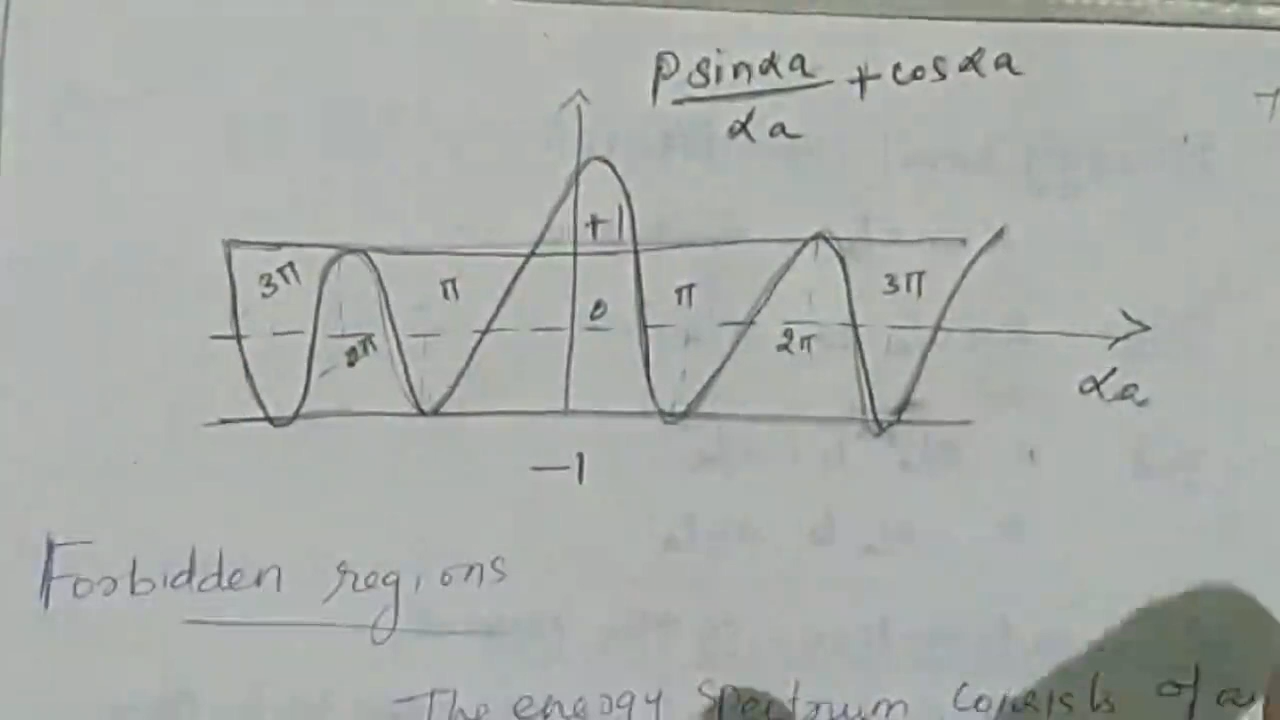 P sinαa / αa + cosαa
+1
3π π 0 π 3π
2π 2π
αa
-1
Forbidden regions
The energy spectrum consists of